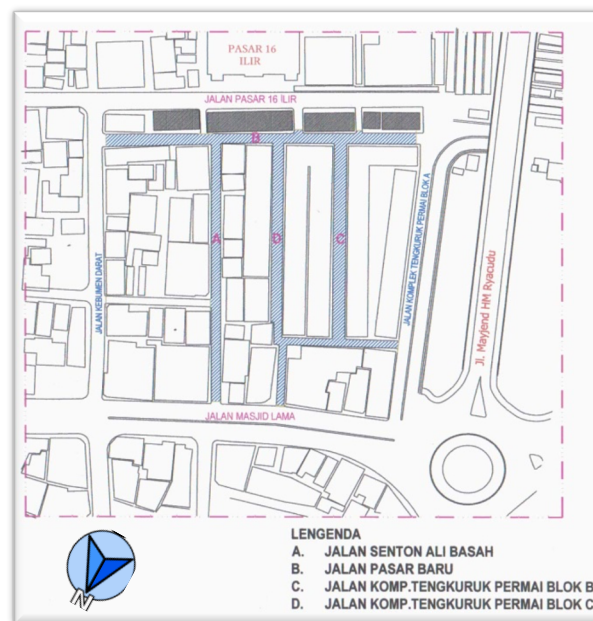 PASAR 16
ILIR
JALAN PASAR 16 ILIR
B
A
D
C
JALAN KEBUMEN DARAT
JALAN KOMPLEK TENGKURUK PERMAI BLOK A
Jl. Mayjend HM Ryacudu
JALAN MASJID LAMA
LENGENDA
A. JALAN SENTON ALI BASAH
B. JALAN PASAR BARU
C. JALAN KOMP.TENGKURUK PERMAI BLOK B
D. JALAN KOMP.TENGKURUK PERMAI BLOK C